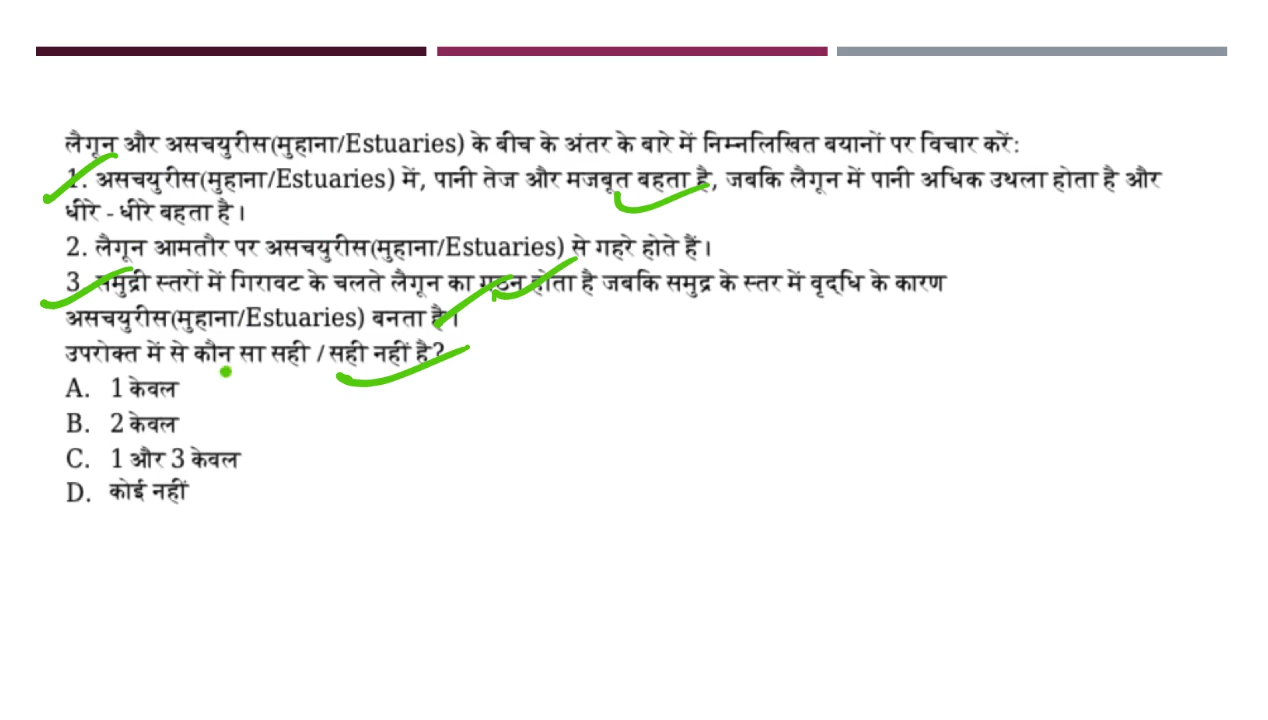 लैगून और असचयुरीस(मुहाना/Estuaries) के बीच के अंतर के बारे में निम्नलिखित बयानों पर विचार करें:
1. असचयुरीस(मुहाना/Estuaries) में, पानी तेज और मजबूत बहता है, जबकि लैगून में पानी अधिक उथला होता है और
धीरे - धीरे बहता है।
2. लैगून आमतौर पर असचयुरीस(मुहाना/Estuaries) से गहरे होते हैं।
3. समुद्री स्तरों में गिरावट के चलते लैगून का गठन होता है जबकि समुद्र के स्तर में वृद्धि के कारण
असचयुरीस(मुहाना/Estuaries) बनता है।
उपरोक्त में से कौन सा सही / सही नहीं है?
A. 1 केवल
B. 2 केवल
C. 1 और 3 केवल
D. कोई नहीं